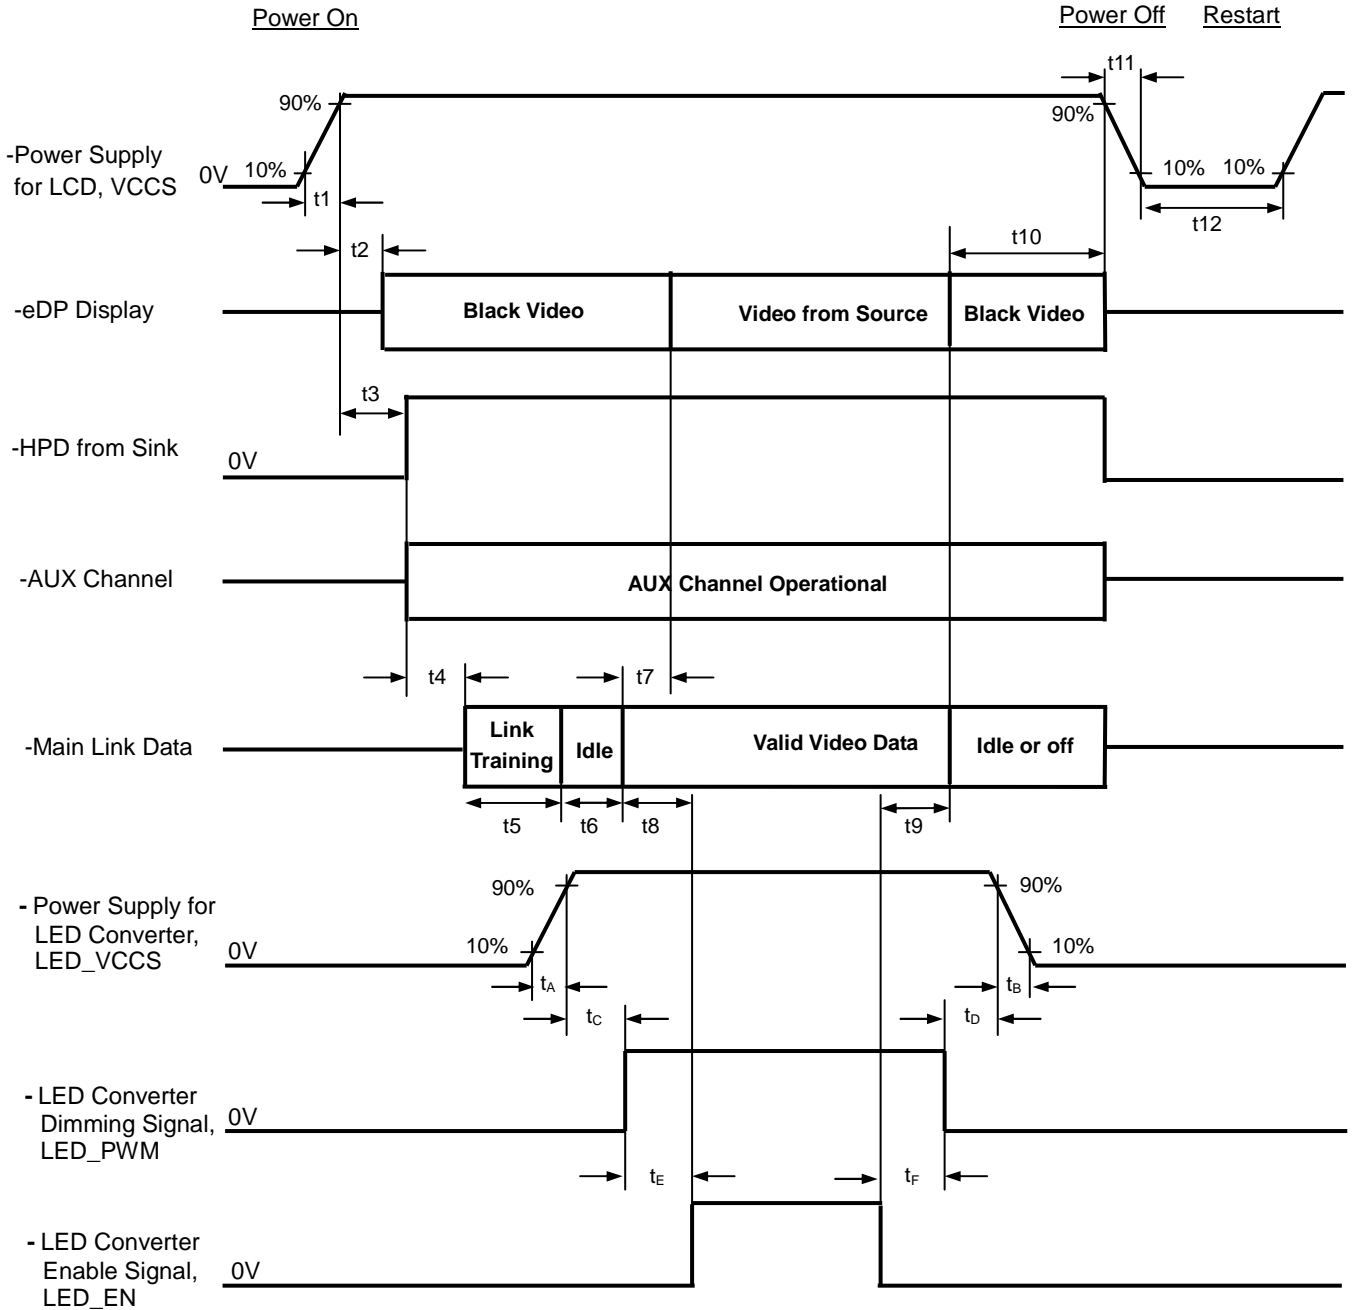 Power On
Power Off
Restart
t11
90%
90%
-Power Supply
for LCD, VCCS
0V
10%
10%
10%
t1
t12
t2
t10
-eDP Display
Black Video
Video from Source
Black Video
t3
-HPD from Sink
0V
-AUX Channel
AUX Channel Operational
t4
t7
-Main Link Data
Link
Training
Idle
Valid Video Data
Idle or off
t5
t6
t8
t9
90%
90%
- Power Supply for
LED Converter,
LED_VCCS
0V
10%
10%
tA
tB
tC
tD
- LED Converter
Dimming Signal,
LED_PWM
0V
tE
tF
- LED Converter
Enable Signal,
LED_EN
0V